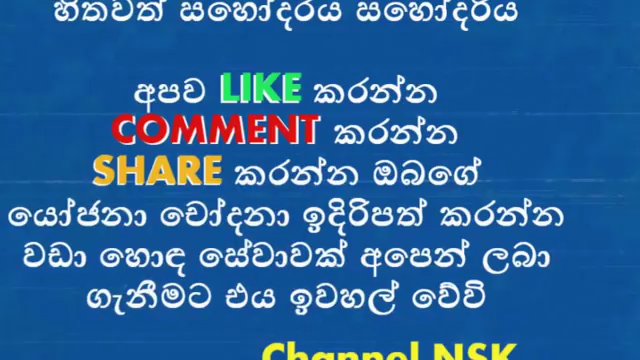 හිතවත් සහෝදරය සහෝදරිය
අපව LIKE කරන්න
COMMENT කරන්න
SHARE කරන්න ඔබගේ
යෝජනා චෝදනා ඉදිරිපත් කරන්න
වඩා හොඳ සේවාවක් අපෙන් ලබා
ගැනීමට එය ඉවහල් වේවි
Channel NSK